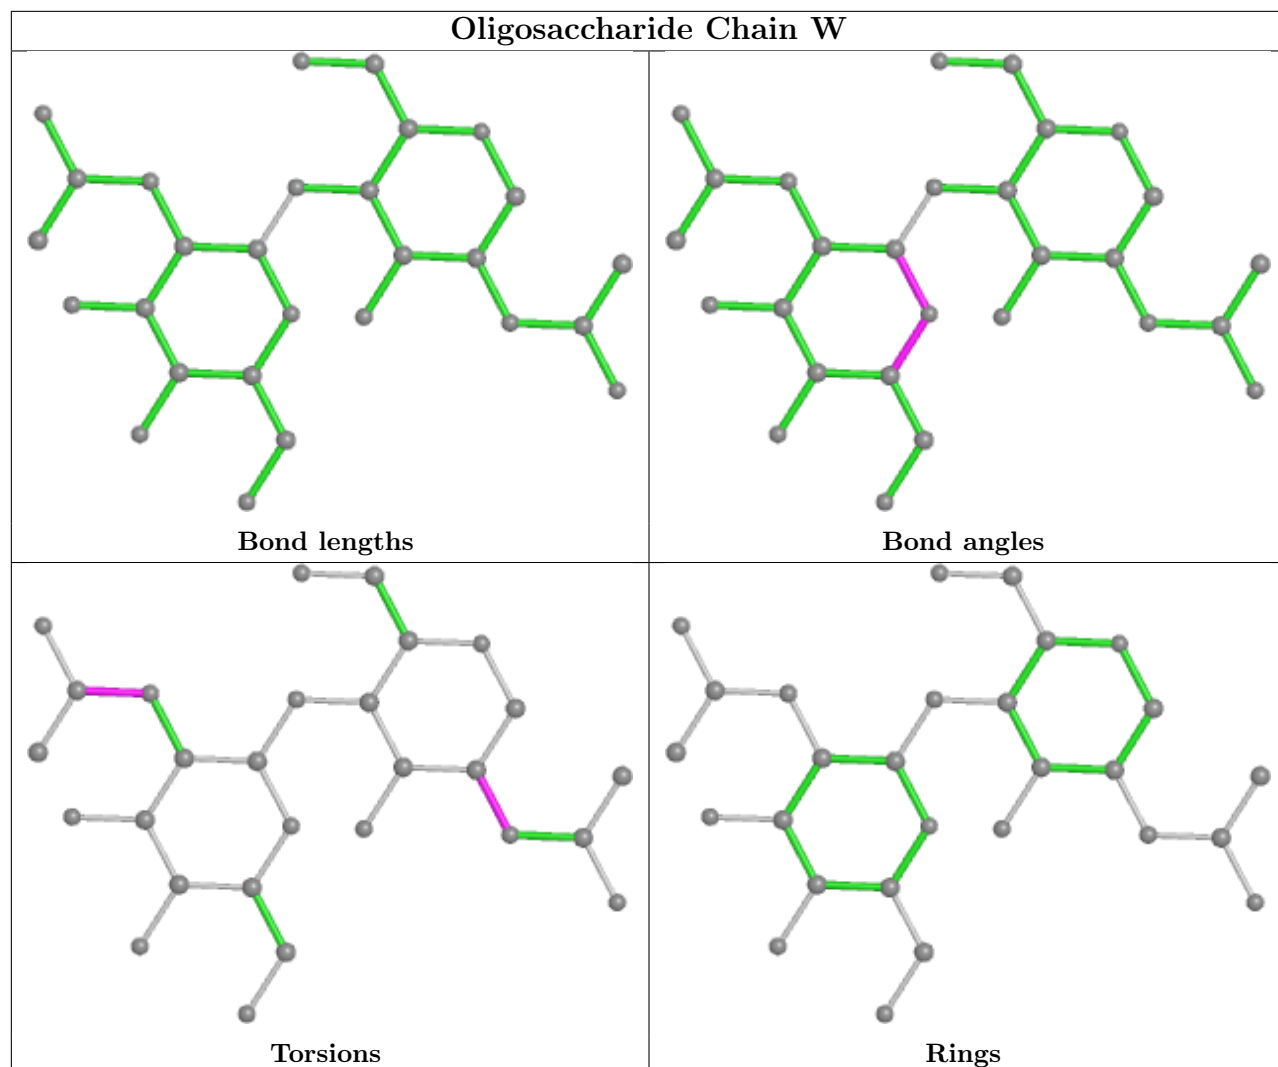 Oligosaccharide Chain W
Bond lengths
Bond angles
Torsions
Rings